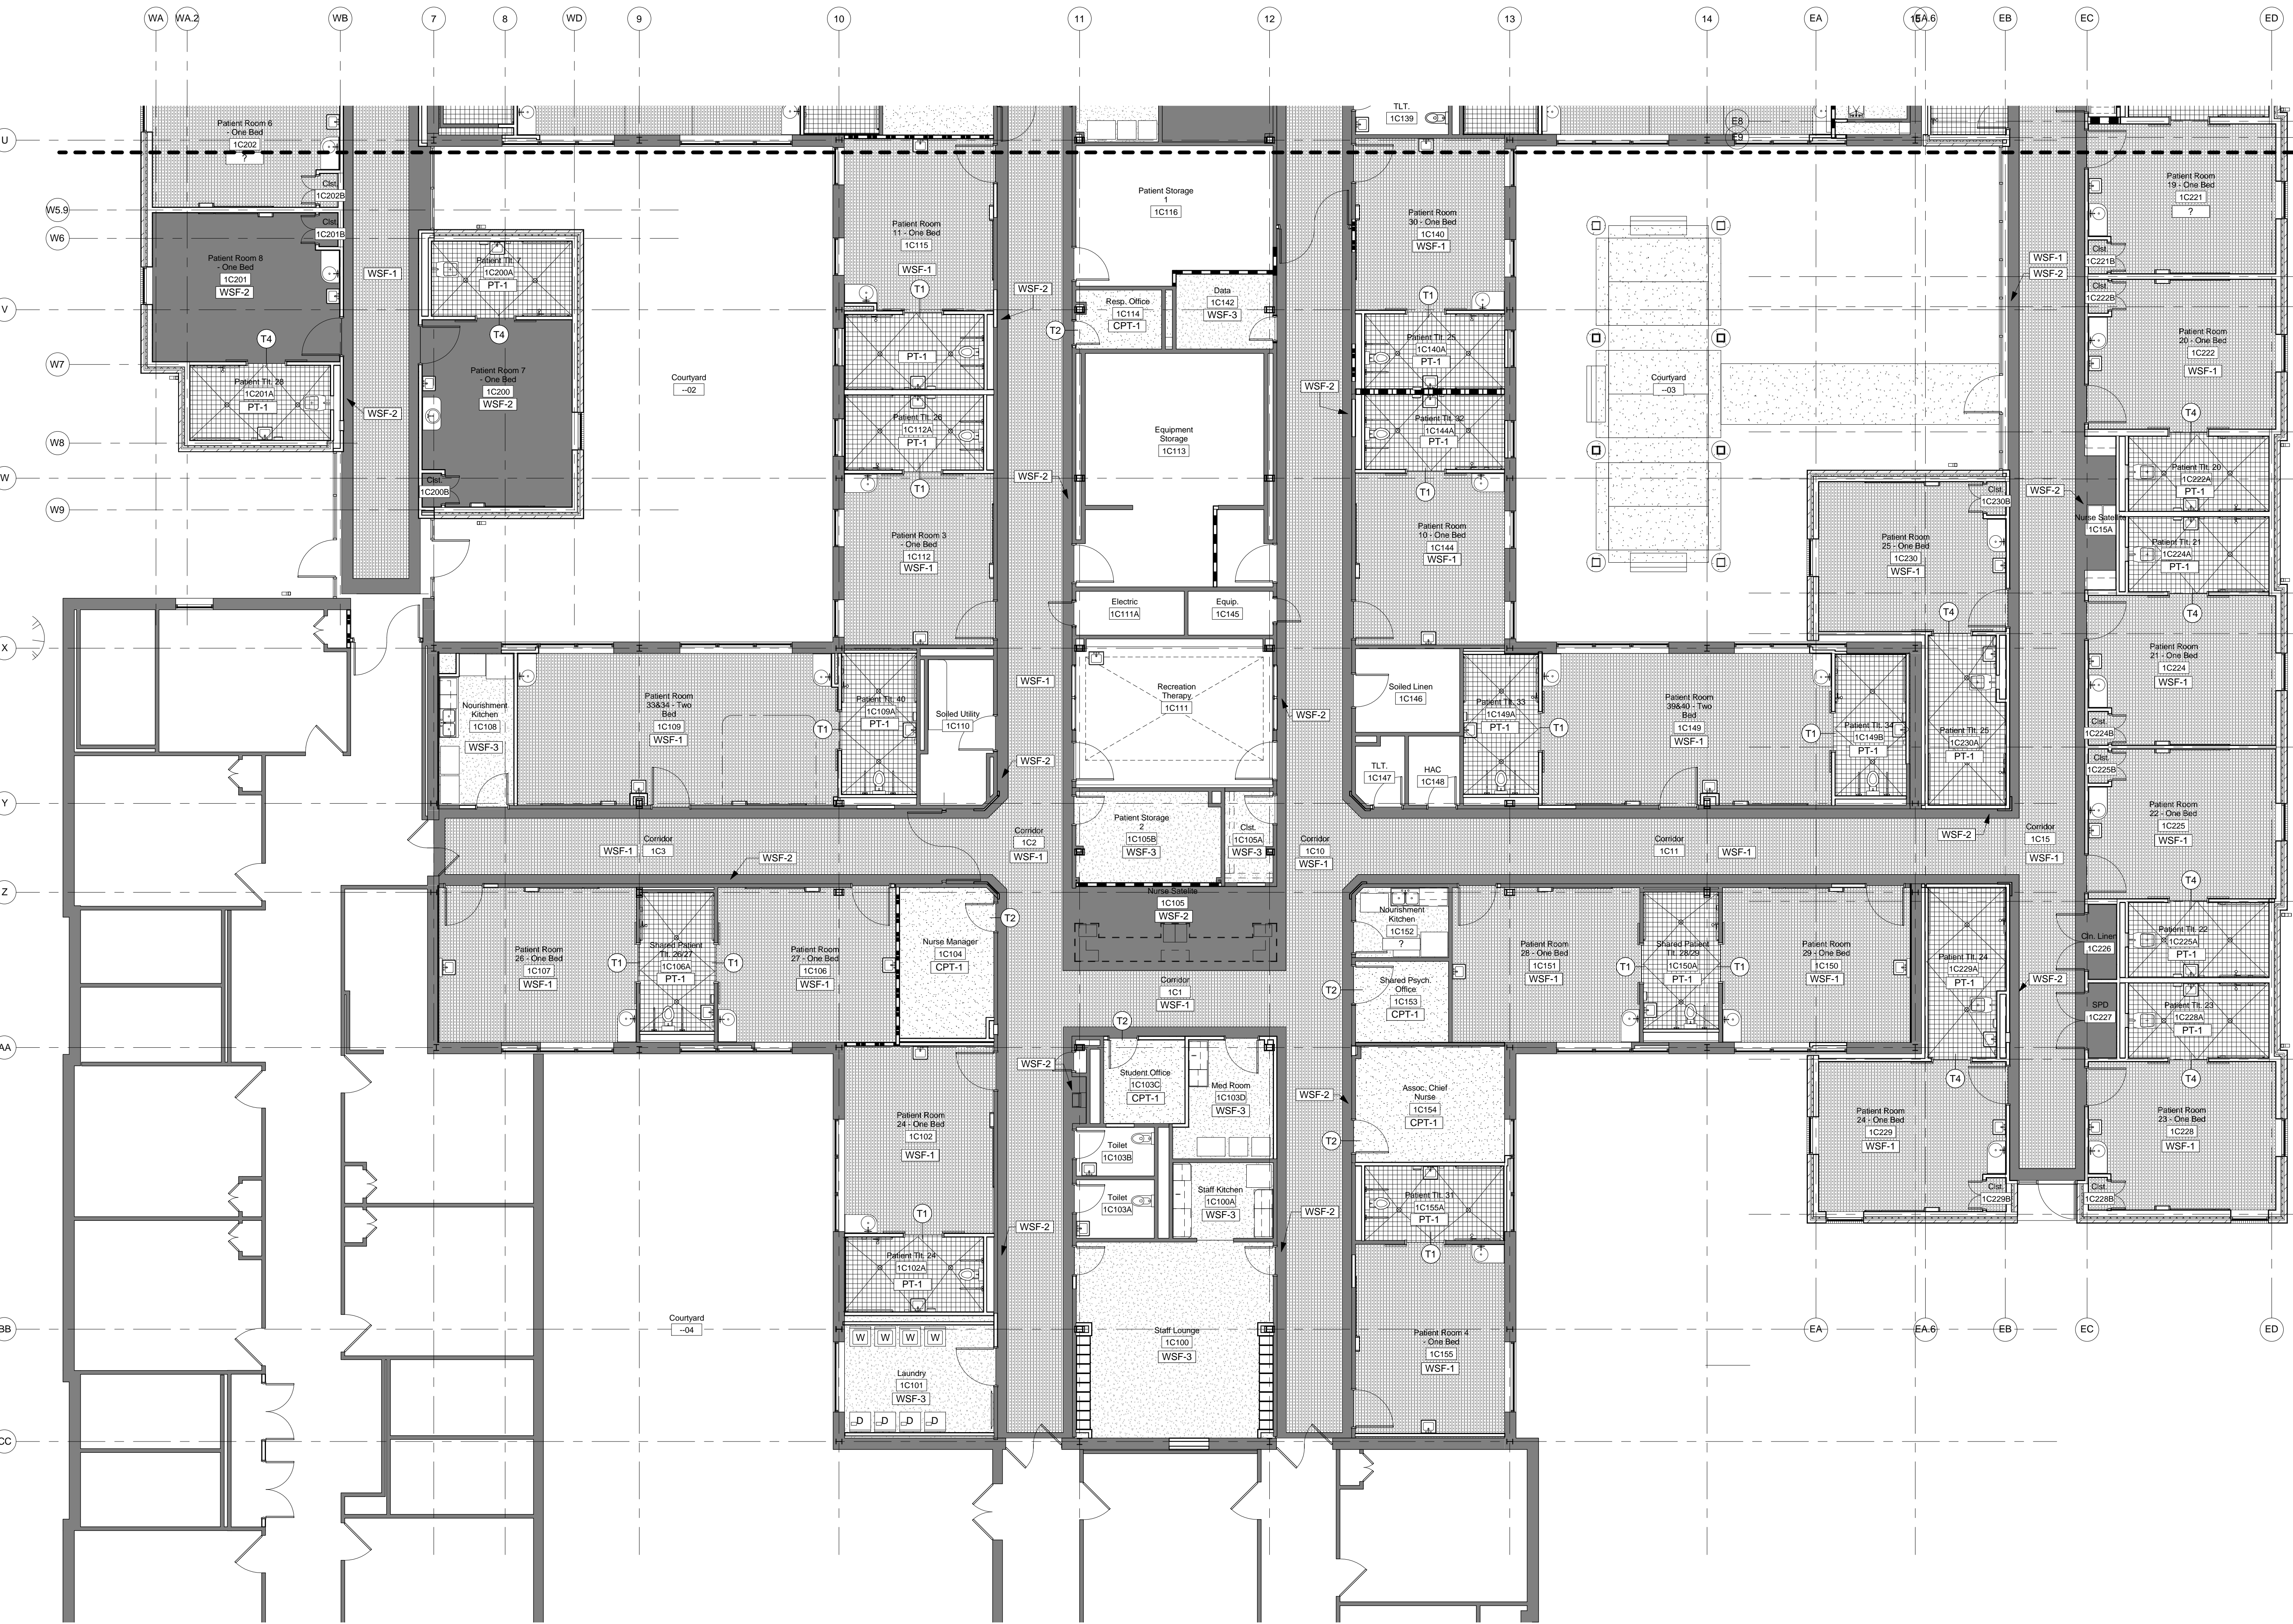 WA
WA.2
WB
7
8
WD
9
10
11
12
13
14
EA
EA.6
EB
EC
ED
U
W5.9
W6
V
W7
W8
W
W9
X
Y
Z
AA
BB
CC
E8
E9
Patient Room 6
- One Bed
1C202
?
Clst.
1C202B
Clst.
1C201B
Patient Room 8
- One Bed
1C201
WSF-2
T4
Patient Tlt. 28
1C201A
PT-1
WSF-1
WSF-2
Patient Tlt. 7
1C200A
PT-1
T4
Patient Room 7
- One Bed
1C200
WSF-2
Clst.
1C200B
Courtyard
--02
Patient Room
11 - One Bed
1C115
WSF-1
T1
PT-1
Patient Tlt. 26
1C112A
PT-1
T1
Patient Room 3
- One Bed
1C112
WSF-1
WSF-2
WSF-2
WSF-1
WSF-2
Patient Storage
1
1C116
Resp. Office
1C114
CPT-1
T2
Data
1C142
WSF-3
Equipment
Storage
1C113
Electric
1C111A
Equip.
1C145
Recreation
Therapy
1C111
Patient Storage
2
1C105B
WSF-3
Clst.
1C105A
WSF-3
Nurse Satelite
1C105
WSF-2
TLT.
1C139
Patient Room
30 - One Bed
1C140
WSF-1
T1
Patient Tlt. 25
1C140A
PT-1
WSF-2
Patient Tlt. 32
1C144A
PT-1
T1
Patient Room
10 - One Bed
1C144
WSF-1
Courtyard
--03
WSF-1
WSF-2
Patient Room
19 - One Bed
1C221
?
Clst.
1C221B
Clst.
1C222B
Patient Room
20 - One Bed
1C222
WSF-1
T4
Patient Tlt. 20
1C222A
PT-1
WSF-2
Nurse Satelite
1C15A
Patient Tlt. 21
1C224A
PT-1
T4
Clst.
1C230B
Patient Room
25 - One Bed
1C230
WSF-1
T4
Patient Tlt. 25
1C230A
PT-1
Patient Room
21 - One Bed
1C224
WSF-1
Clst.
1C224B
Clst.
1C225B
Patient Room
22 - One Bed
1C225
WSF-1
T4
Nourishment
Kitchen
1C108
WSF-3
Patient Room
33&34 - Two
Bed
1C109
WSF-1
T1
Patient Tlt. 40
1C109A
PT-1
Soiled Utility
1C110
WSF-2
Soiled Linen
1C146
TLT.
1C147
HAC
1C148
Patient Tlt. 33
1C149A
PT-1
T1
Patient Room
39&40 - Two
Bed
1C149
WSF-1
T1
Patient Tlt. 34
1C149B
PT-1
WSF-1
Corridor
1C3
WSF-2
Corridor
1C2
WSF-1
Corridor
1C10
WSF-1
Corridor
1C11
WSF-1
WSF-2
Corridor
1C15
WSF-1
Patient Room
26 - One Bed
1C107
WSF-1
T1
Shared Patient
Tlt. 26/27
1C106A
PT-1
T1
Patient Room
27 - One Bed
1C106
WSF-1
Nurse Manager
1C104
CPT-1
T2
Corridor
1C1
WSF-1
Nourishment
Kitchen
1C152
?
Shared Psych.
Office
1C153
CPT-1
T2
Patient Room
28 - One Bed
1C151
WSF-1
T1
Shared Patient
Tlt. 28/29
1C150A
PT-1
T1
Patient Room
29 - One Bed
1C150
WSF-1
Patient Tlt. 24
1C229A
PT-1
WSF-2
T4
Cln. Linen
1C226
SPD
1C227
Patient Tlt. 22
1C225A
PT-1
Patient Tlt. 23
1C228A
PT-1
T4
Patient Room
24 - One Bed
1C229
WSF-1
Clst.
1C229B
Patient Room
23 - One Bed
1C228
WSF-1
Clst.
1C228B
Patient Room
24 - One Bed
1C102
WSF-1
T1
Patient Tlt. 24
1C102A
PT-1
Courtyard
--04
W
W
W
W
Laundry
1C101
WSF-3
D
D
D
D
WSF-2
WSF-2
T2
Student Office
1C103C
CPT-1
Med Room
1C103D
WSF-3
Toilet
1C103B
Toilet
1C103A
Staff Kitchen
1C100A
WSF-3
Staff Lounge
1C100
WSF-3
WSF-2
WSF-2
Assoc. Chief
Nurse
1C154
CPT-1
T2
Patient Tlt. 31
1C155A
PT-1
T1
Patient Room 4
- One Bed
1C155
WSF-1
EA
EA.6
EB
EC
ED